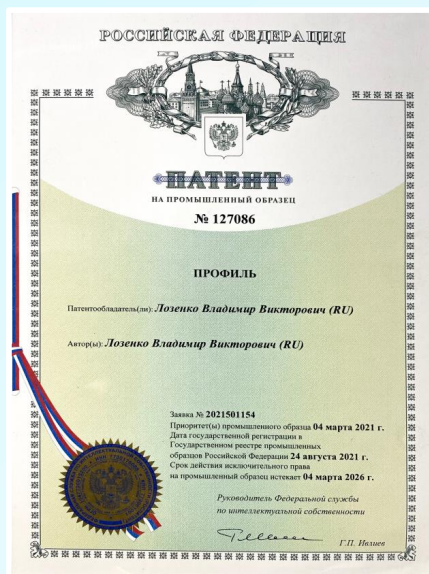 РОССИЙСКАЯ ФЕДЕРАЦИЯ
ПАТЕНТ
НА ПРОМЫШЛЕННЫЙ ОБРАЗЕЦ
№ 127086
ПРОФИЛЬ
Патентообладатель(ли): Лозенко Владимир Викторович (RU)
Автор(ы): Лозенко Владимир Викторович (RU)
Заявка № 2021501154
Приоритет(ы) промышленного образца 04 марта 2021 г.
Дата государственной регистрации в
Государственном реестре промышленных
образцов Российской Федерации 24 августа 2021 г.
Срок действия исключительного права
на промышленный образец истекает 04 марта 2026 г.
Руководитель Федеральной службы
по интеллектуальной собственности
Г.П. Ивлиев